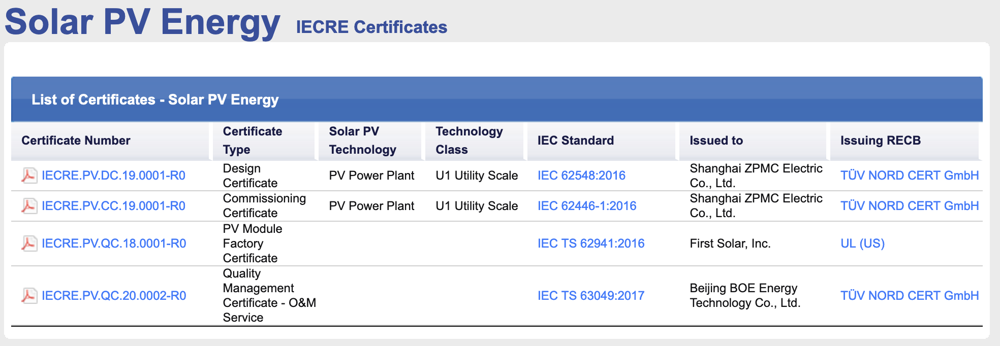 Solar PV Energy IECRE Certificates
List of Certificates - Solar PV Energy
Certificate Number
Certificate
Type
Solar PV
Technology
Technology
Class
IEC Standard
Issued to
Issuing RECB
IECRE.PV.DC.19.0001-R0
Design
Certificate
PV Power Plant
U1 Utility Scale
IEC 62548:2016
Shanghai ZPMC Electric
Co., Ltd.
TÜV NORD CERT GmbH
IECRE.PV.CC.19.0001-R0
Commissioning
Certificate
PV Power Plant
U1 Utility Scale
IEC 62446-1:2016
Shanghai ZPMC Electric
Co., Ltd.
TÜV NORD CERT GmbH
IECRE.PV.QC.18.0001-R0
PV Module
Factory
Certificate
IEC TS 62941:2016
First Solar, Inc.
UL (US)
IECRE.PV.QC.20.0002-R0
Quality
Management
Certificate - O&M
Service
IEC TS 63049:2017
Beijing BOE Energy
Technology Co., Ltd.
TÜV NORD CERT GmbH